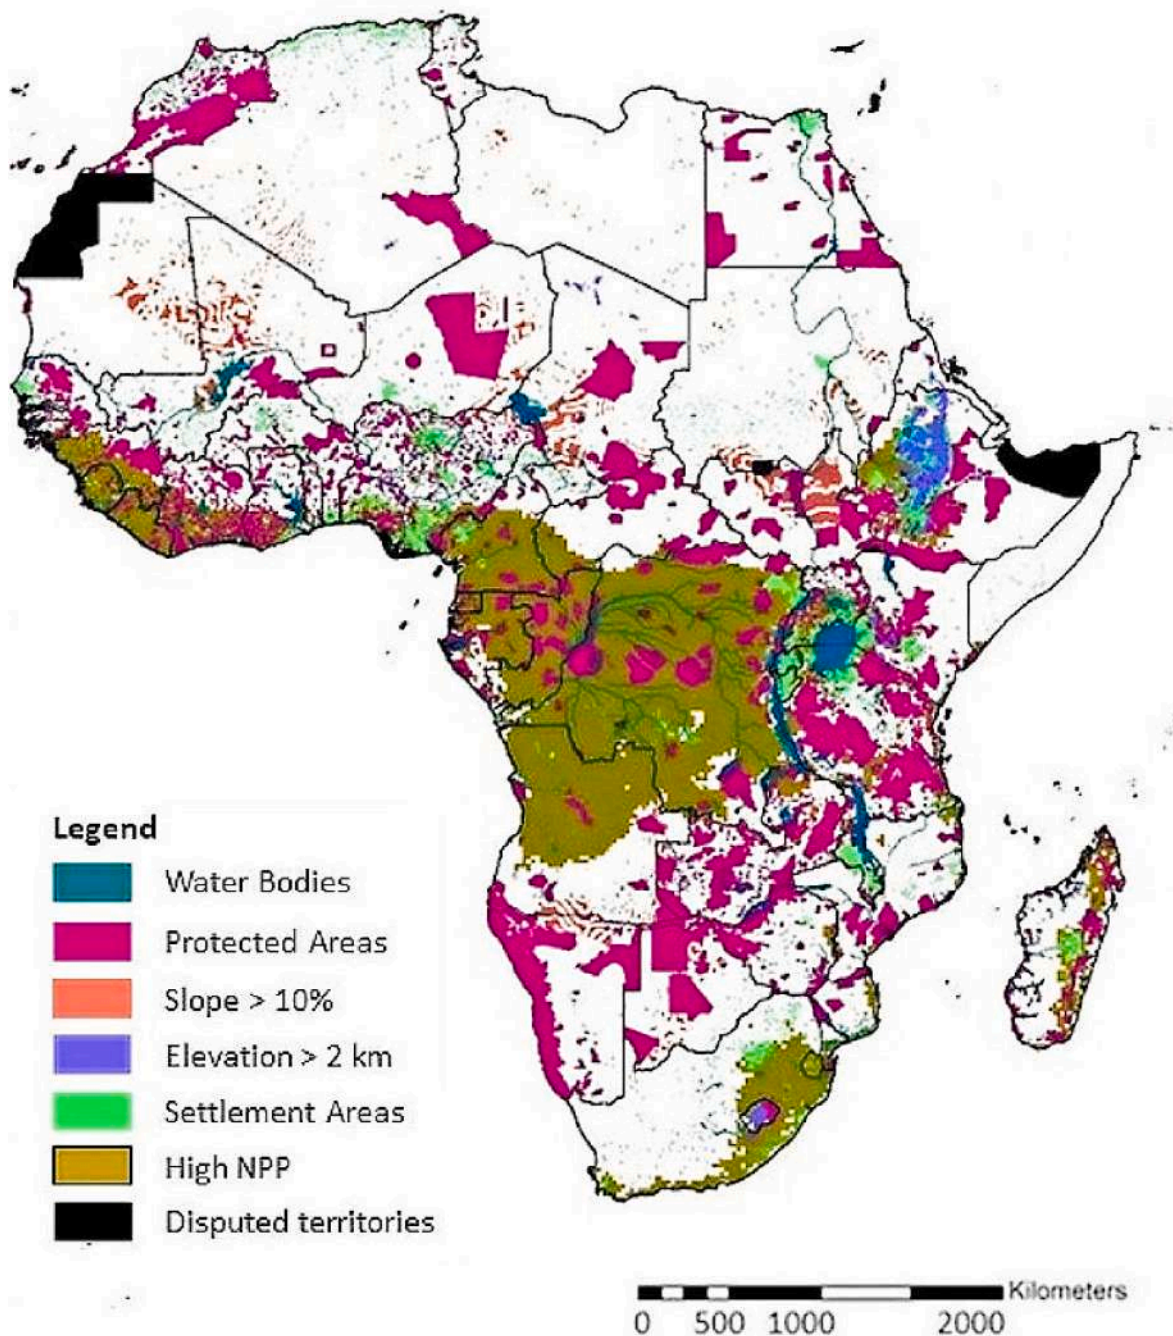 Legend
Water Bodies
Protected Areas
Slope > 10%
Elevation > 2 km
Settlement Areas
High NPP
Disputed territories
Kilometers
0 500 1000 2000